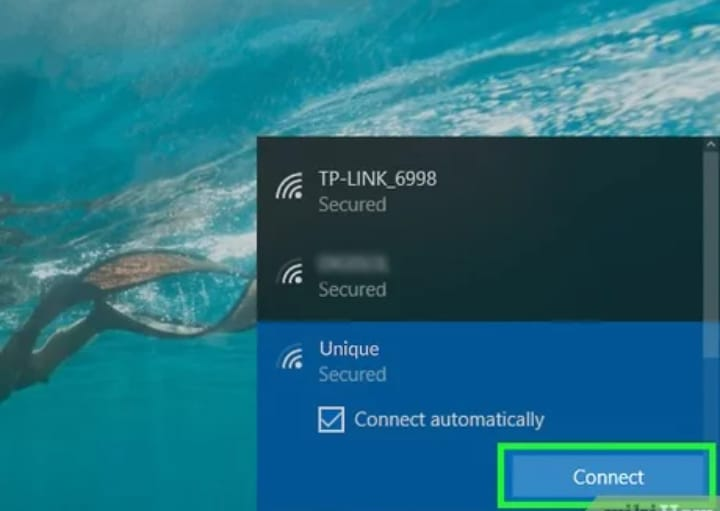 TP-LINK_6998
Secured
Secured
Unique
Secured
Connect automatically
Connect